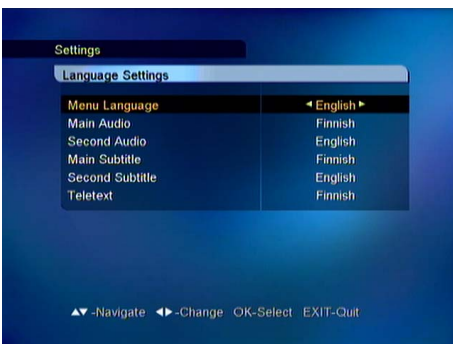 Settings
Language Settings
Menu Language ◄ English ►
Main Audio Finnish
Second Audio English
Main Subtitle Finnish
Second Subtitle English
Teletext Finnish
▲▼ -Navigate ◄► -Change OK-Select EXIT-Quit